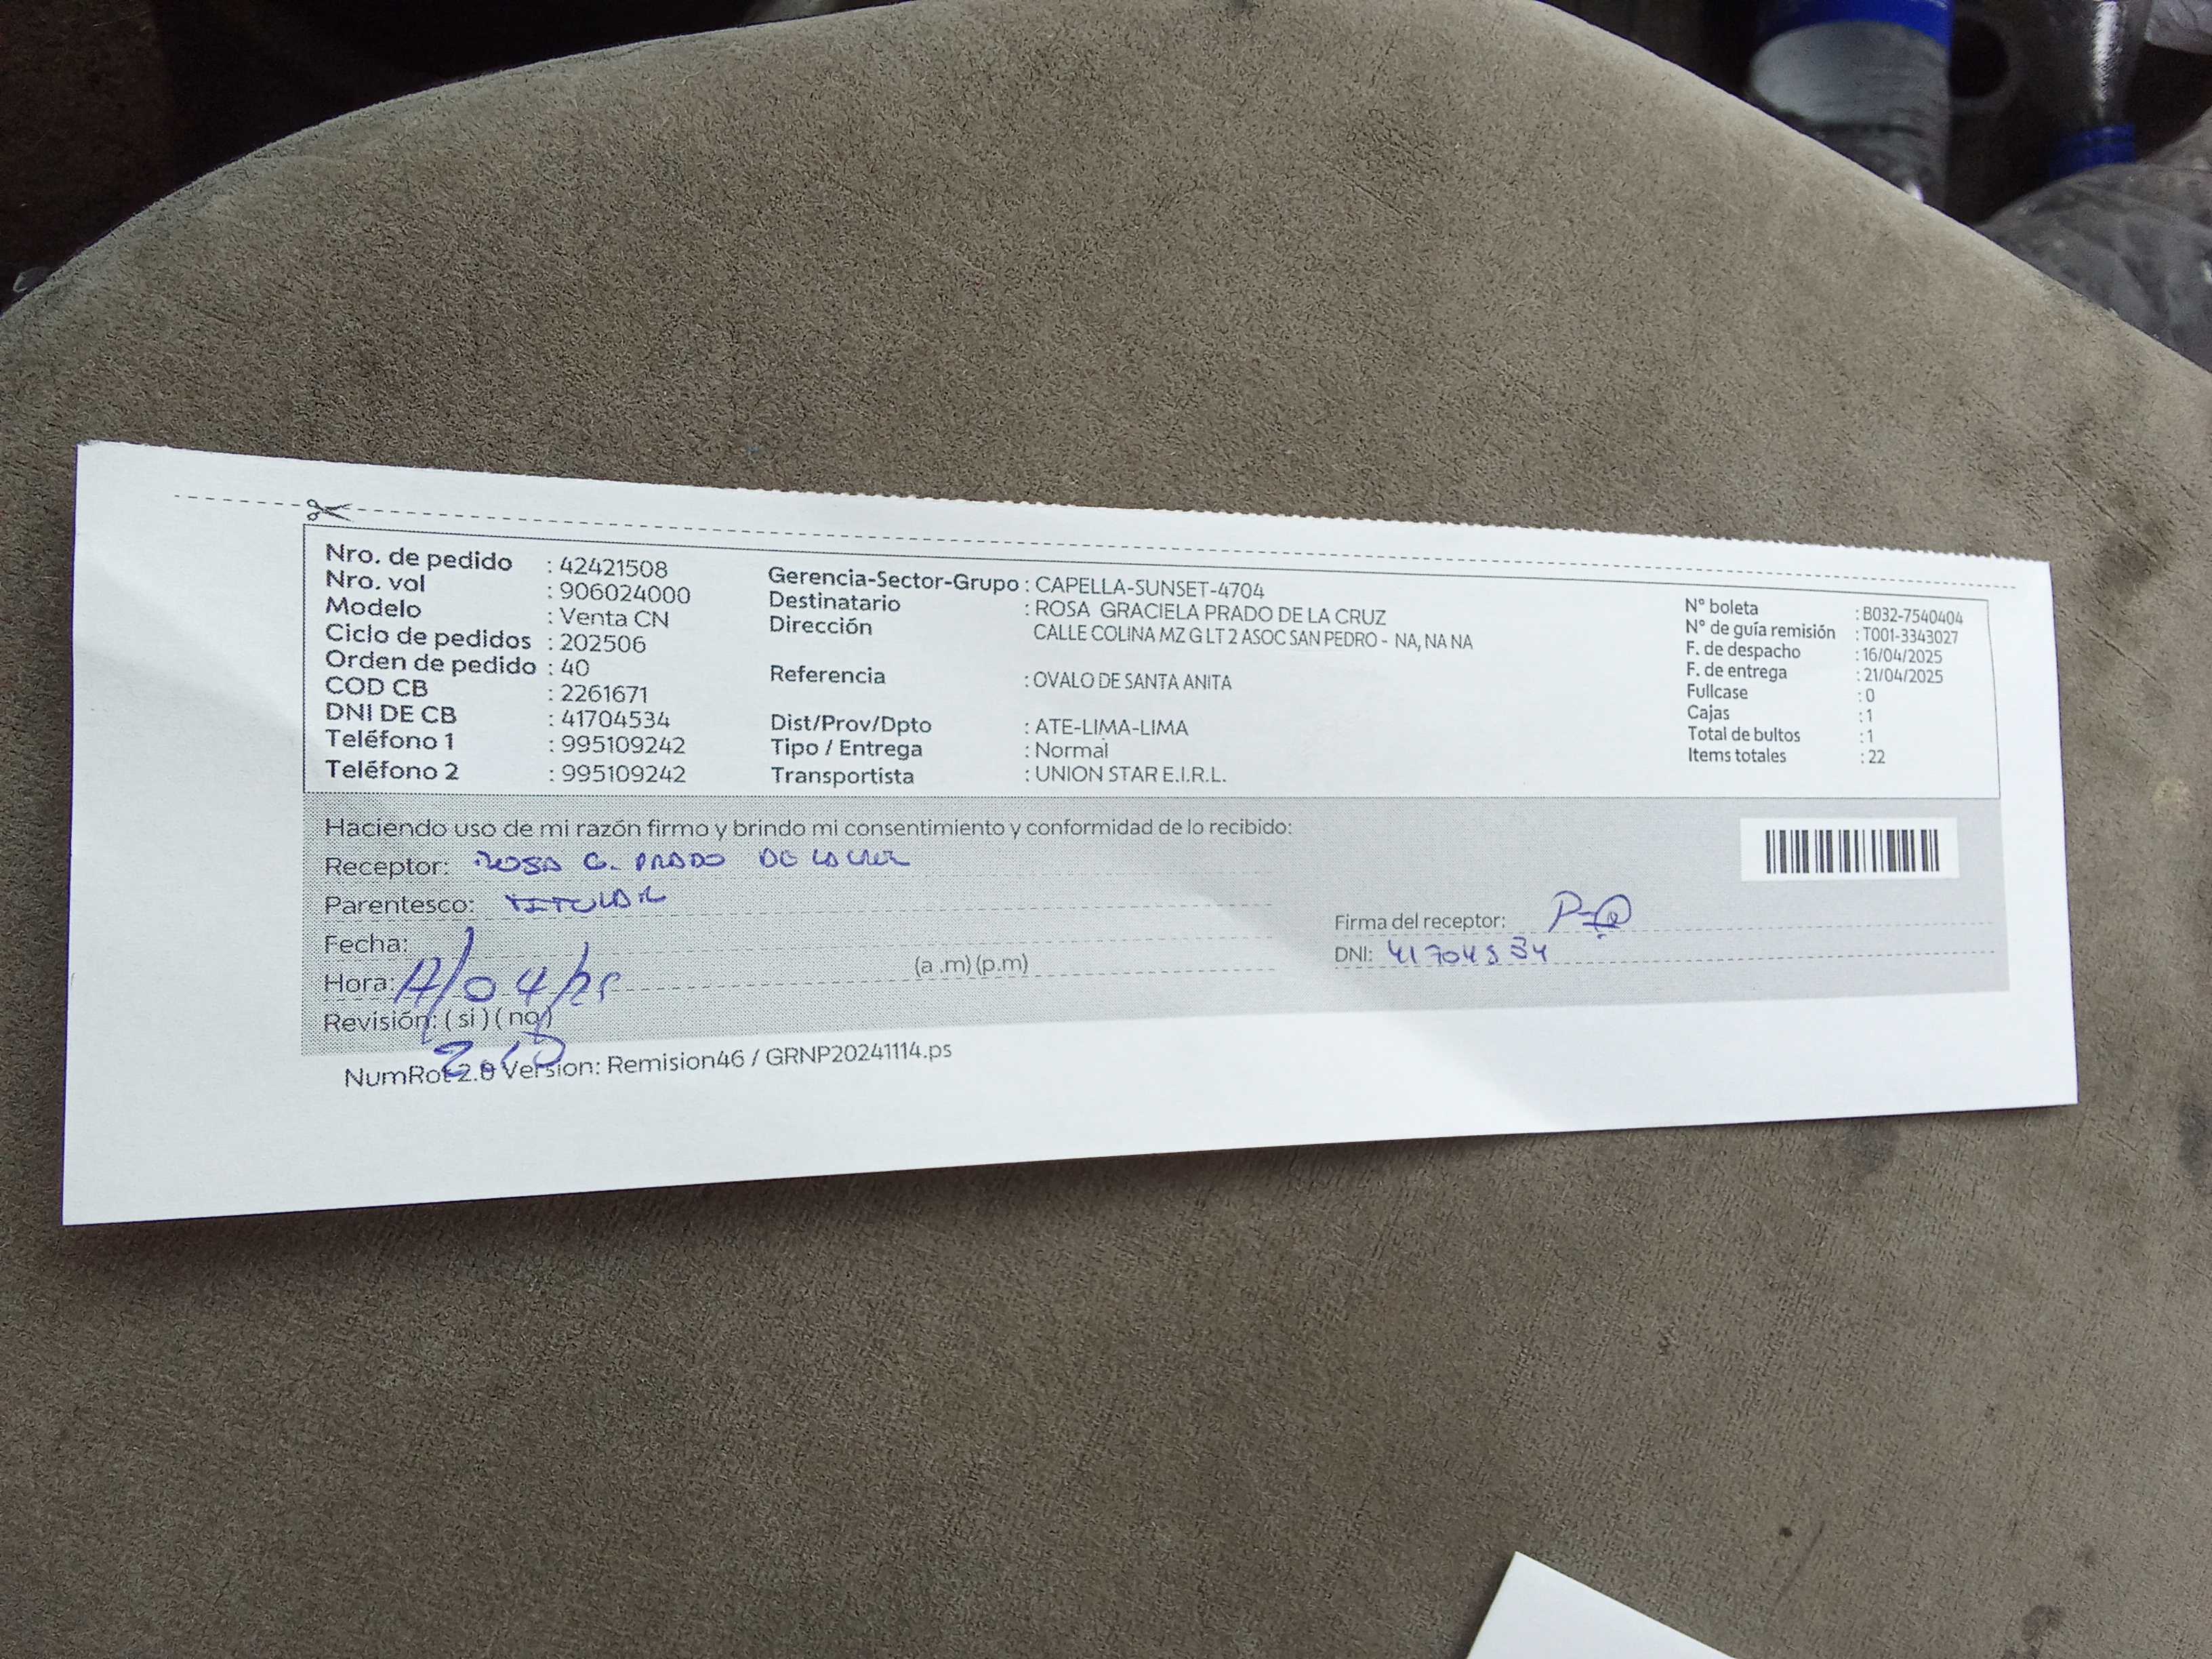 Nro. de pedido : 42421508
Nro. vol : 906024000
Modelo : Venta CN
Ciclo de pedidos : 202506
Orden de pedido : 40
COD CB : 2261671
DNI DE CB : 41704534
Teléfono 1 : 995109242
Teléfono 2 : 995109242
Gerencia-Sector-Grupo : CAPELLA-SUNSET-4704
Destinatario : ROSA GRACIELA PRADO DE LA CRUZ
Dirección CALLE COLINA MZ G LT 2 ASOC SAN PEDRO - NA, NA NA
Referencia : OVALO DE SANTA ANITA
Dist/Prov/Dpto : ATE-LIMA-LIMA
Tipo / Entrega : Normal
Transportista : UNION STAR E.I.R.L.
N° boleta : B032-7540404
N° de guía remisión : T001-3343027
F. de despacho : 16/04/2025
F. de entrega : 21/04/2025
Fullcase : 0
Cajas : 1
Total de bultos : 1
Items totales : 22
Haciendo uso de mi razón firmo y brindo mi consentimiento y conformidad de lo recibido:
Receptor: ROSA G. PRADO DE LA CRUZ
Parentesco: TITULAR
Fecha:
Hora: (a .m) (p.m)
Revisión: ( si ) ( no )
Firma del receptor:
DNI: 41704534
NumRot 2.0 Version: Remision46 / GRNP20241114.ps